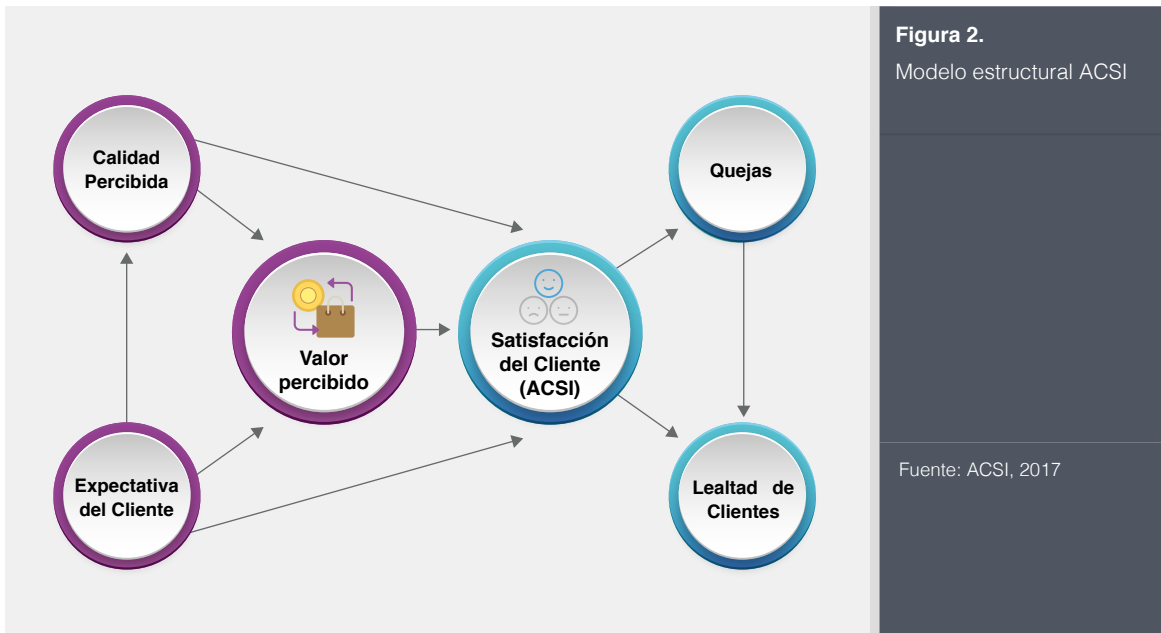 Figura 2.
Modelo estructural ACSI
Calidad
Percibida
Quejas
Valor
percibido
Satisfacción
del Cliente
(ACSI)
Expectativa
del Cliente
Lealtad de
Clientes
Fuente: ACSI, 2017